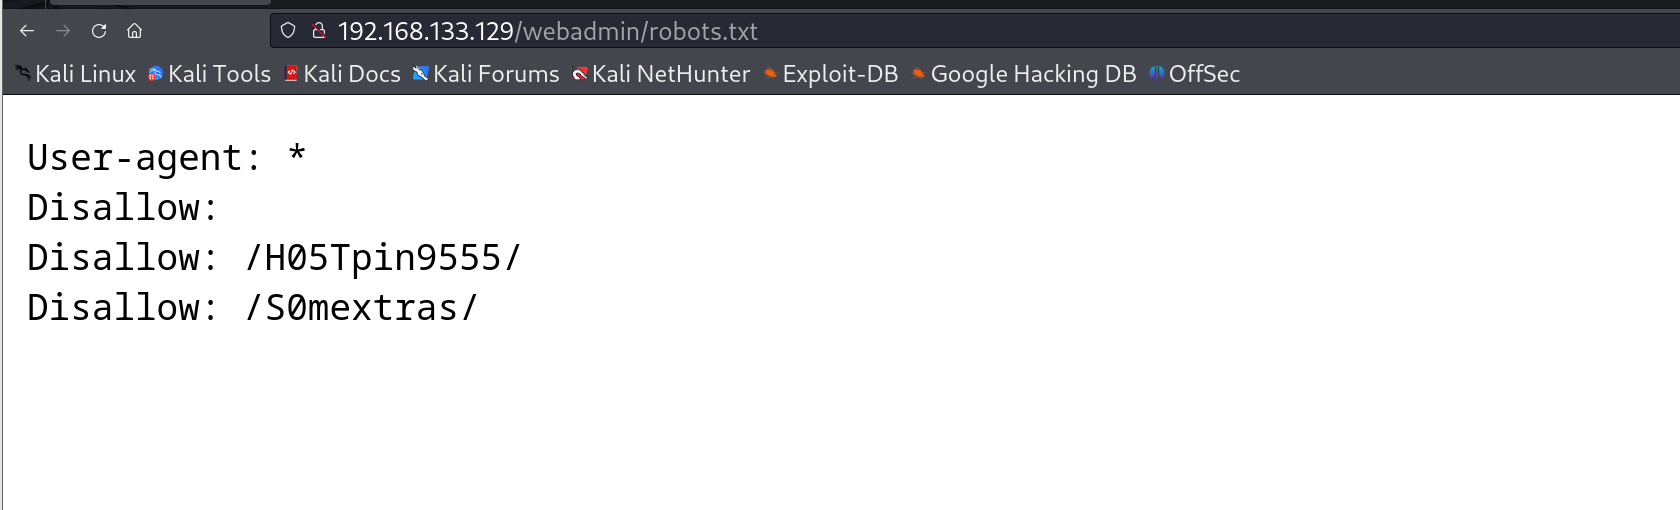 192.168.133.129/webadmin/robots.txt
Kali Linux Kali Tools Kali Docs Kali Forums Kali NetHunter Exploit-DB Google Hacking DB OffSec
User-agent: *
Disallow:
Disallow: /H05Tpin9555/
Disallow: /S0mextras/